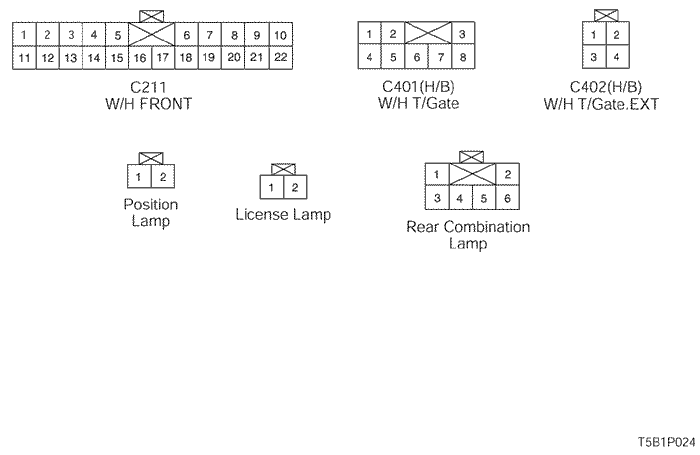 1 2 3 4 5 6 7 8 9 10
11 12 13 14 15 16 17 18 19 20 21 22
C211
W/H FRONT
1 2 3
4 5 6 7 8
C401(H/B)
W/H T/Gate
1 2
3 4
C402(H/B)
W/H T/Gate.EXT
1 2
Position
Lamp
1 2
License Lamp
1 2
3 4 5 6
Rear Combination
Lamp
T5B1P024